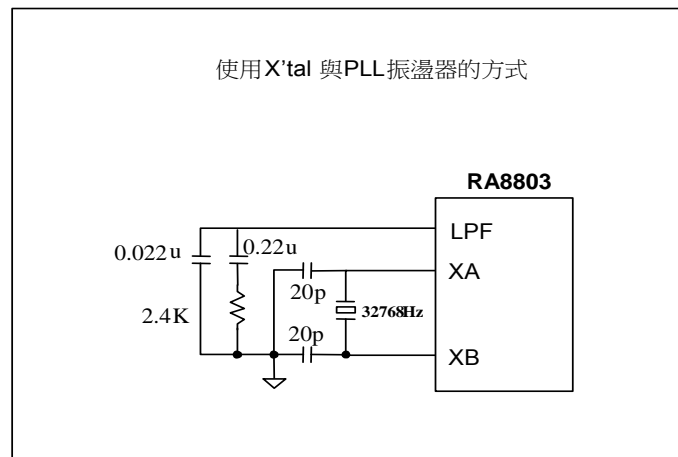 使用X'tal 與PLL振盪器的方式
RA8803
LPF
0.022u
0.22u
XA
20p
2.4K
32768Hz
20p
XB